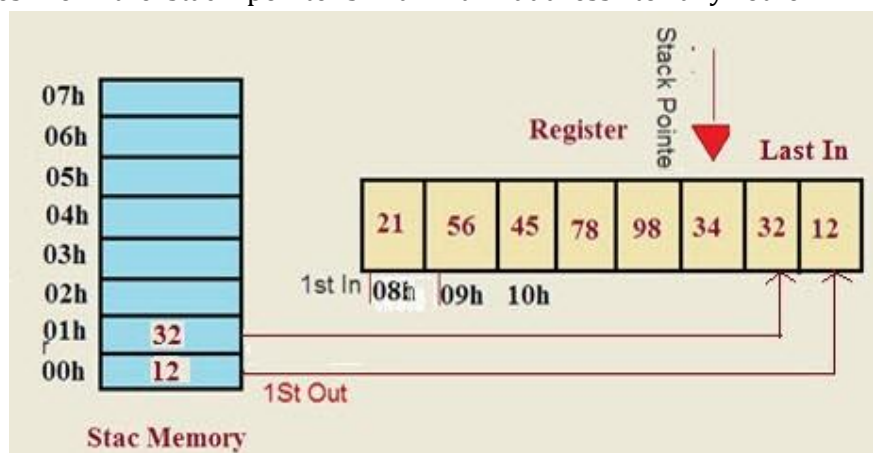 Stack Pointe
07h
06h
Register
Last In
05h
04h
21 56 45 78 98 34 32 12
03h
1st In 08h 09h 10h
02h
01h 32
r
00h 12
1St Out
Stac Memory